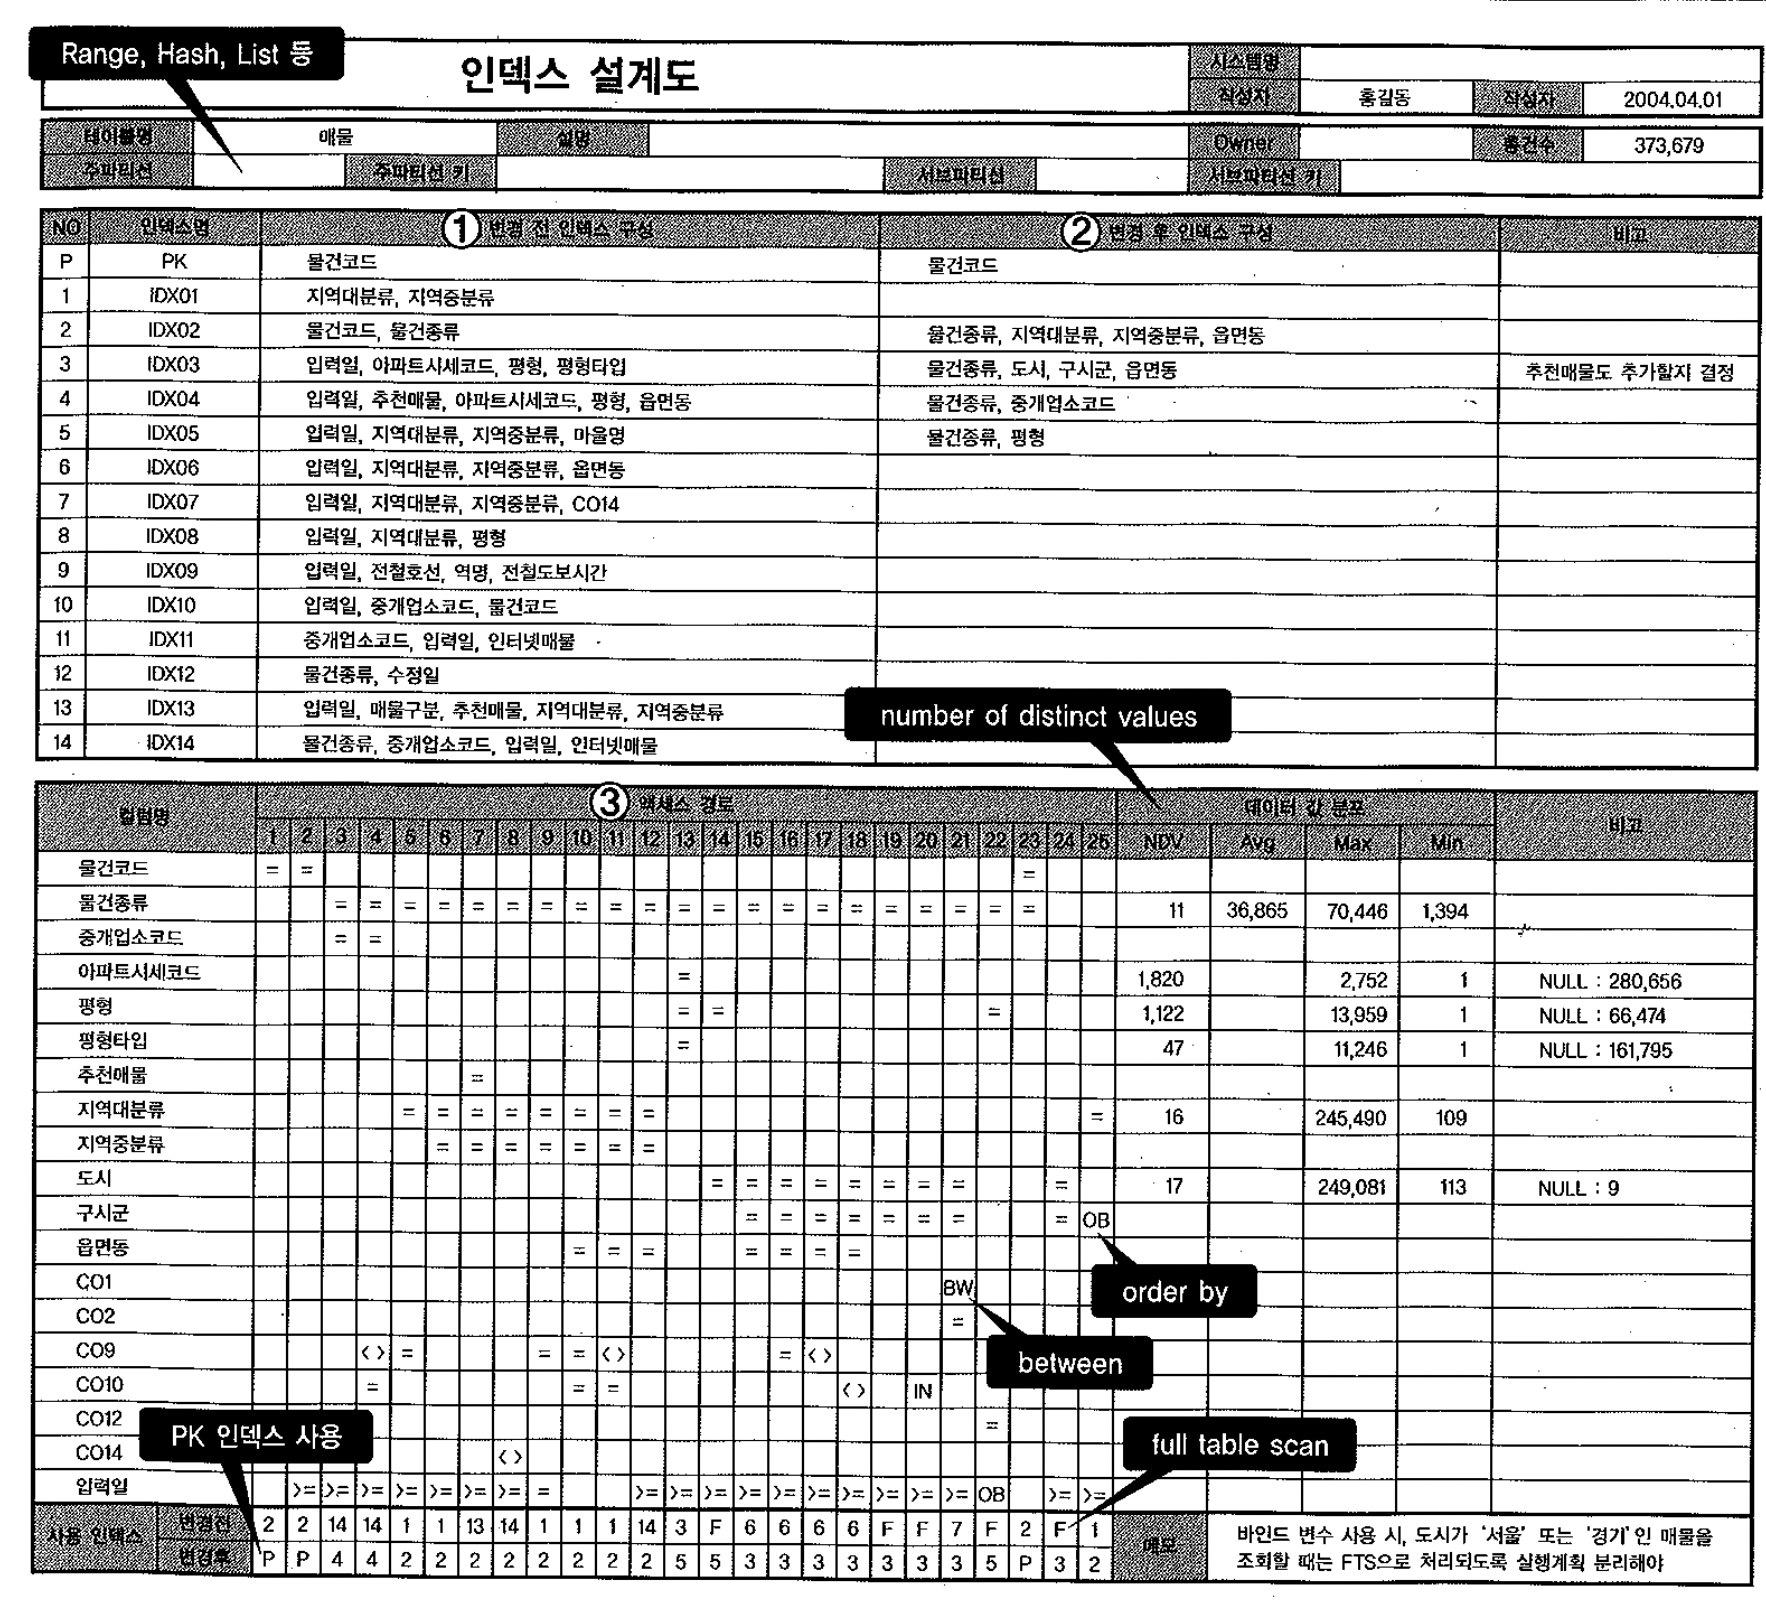 Range, Hash, List 등
인덱스 설계도
시스템명
작성자 홍길동 작성자 2004.04.01
테이블명 매물 설명 Owner 총건수 373,679
주파티션 주파티션 키 서브파티션 서브파티션 키
NO 인덱스명 ① 변경 전 인덱스 구성 ② 변경 후 인덱스 구성 비고
P PK 물건코드 물건코드
1 IDX01 지역대분류, 지역중분류
2 IDX02 물건코드, 물건종류 물건종류, 지역대분류, 지역중분류, 읍면동
3 IDX03 입력일, 아파트시세코드, 평형, 평형타입 물건종류, 도시, 구시군, 읍면동 추천매물도 추가할지 결정
4 IDX04 입력일, 추천매물, 아파트시세코드, 평형, 읍면동 물건종류, 중개업소코드
5 IDX05 입력일, 지역대분류, 지역중분류, 마을명 물건종류, 평형
6 IDX06 입력일, 지역대분류, 지역중분류, 읍면동
7 IDX07 입력일, 지역대분류, 지역중분류, CO14
8 IDX08 입력일, 지역대분류, 평형
9 IDX09 입력일, 전철호선, 역명, 전철도보시간
10 IDX10 입력일, 중개업소코드, 물건코드
11 IDX11 중개업소코드, 입력일, 인터넷매물
12 IDX12 물건종류, 수정일
13 IDX13 입력일, 매물구분, 추천매물, 지역대분류, 지역중분류
number of distinct values
14 IDX14 물건종류, 중개업소코드, 입력일, 인터넷매물
컬럼명 ③ 액세스 경로 데이터 값 분포 비고
1 2 3 4 5 6 7 8 9 10 11 12 13 14 15 16 17 18 19 20 21 22 23 24 25 NDV Avg Max Min
물건코드 = = =
물건종류 = = = = = = = = = = = = = = = = = = = = = 11 36,865 70,446 1,394
중개업소코드 = =
아파트시세코드 = 1,820 2,752 1 NULL : 280,656
평형 = = = 1,122 13,959 1 NULL : 66,474
평형타입 = 47 11,246 1 NULL : 161,795
추천매물 =
지역대분류 = = = = = = = = = 16 245,490 109
지역중분류 = = = = = = =
도시 = = = = = = = = = 17 249,081 113 NULL : 9
구시군 = = = = = = = = OB
읍면동 = = = = = = =
CO1 BW
order by
CO2 =
CO9 <> = = = <> = <>
between
CO10 = = = <> IN
CO12 =
PK 인덱스 사용
full table scan
CO14 <>
입력일 >= >= >= >= >= >= >= = >= >= >= >= >= >= >= >= >= >= OB >= >=
사용 인덱스 변경전 2 2 14 14 1 1 13 14 1 1 1 14 3 F 6 6 6 6 F F 7 F 2 F 1
변경후 P P 4 4 2 2 2 2 2 2 2 2 5 5 3 3 3 3 3 3 3 5 P 3 2
메모 바인드 변수 사용 시, 도시가 '서울' 또는 '경기'인 매물을
조회할 때는 FTS으로 처리되도록 실행계획 분리해야